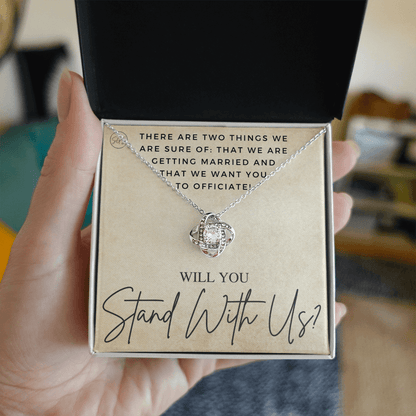 THERE ARE TWO THINGS WE
ARE SURE OF: THAT WE ARE
GETTING MARRIED AND
THAT WE WANT YOU
TO OFFICIATE!
WILL YOU
Stand With Us?